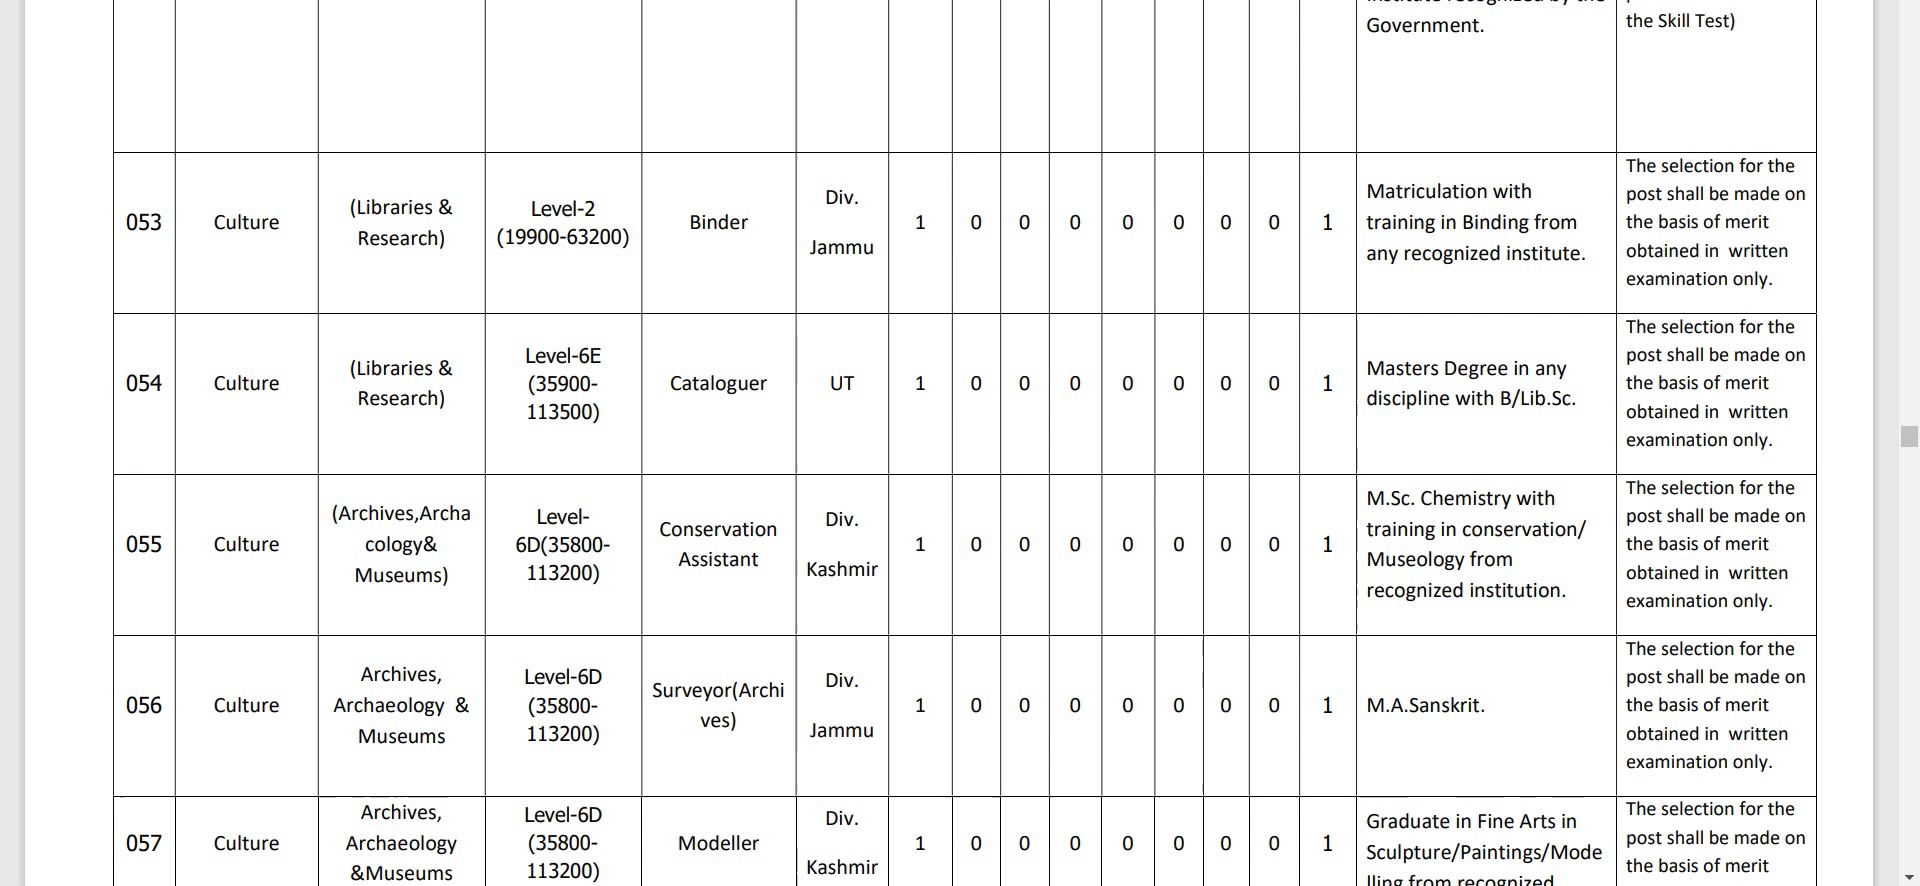 Government.
the Skill Test)
053
Culture
(Libraries &
Research)
Level-2
(19900-63200)
Binder
Div.
Jammu
1 0 0 0 0 0 0 0 1
Matriculation with
training in Binding from
any recognized institute.
The selection for the
post shall be made on
the basis of merit
obtained in written
examination only.
054
Culture
(Libraries &
Research)
Level-6E
(35900-
113500)
Cataloguer
UT
1 0 0 0 0 0 0 0 1
Masters Degree in any
discipline with B/Lib.Sc.
The selection for the
post shall be made on
the basis of merit
obtained in written
examination only.
055
Culture
(Archives,Archa
cology&
Museums)
Level-
6D(35800-
113200)
Conservation
Assistant
Div.
Kashmir
1 0 0 0 0 0 0 0 1
M.Sc. Chemistry with
training in conservation/
Museology from
recognized institution.
The selection for the
post shall be made on
the basis of merit
obtained in written
examination only.
056
Culture
Archives,
Archaeology &
Museums
Level-6D
(35800-
113200)
Surveyor(Archi
ves)
Div.
Jammu
1 0 0 0 0 0 0 0 1
M.A.Sanskrit.
The selection for the
post shall be made on
the basis of merit
obtained in written
examination only.
057
Culture
Archives,
Archaeology
&Museums
Level-6D
(35800-
113200)
Modeller
Div.
Kashmir
1 0 0 0 0 0 0 0 1
Graduate in Fine Arts in
Sculpture/Paintings/Mode
lling from recognized
The selection for the
post shall be made on
the basis of merit